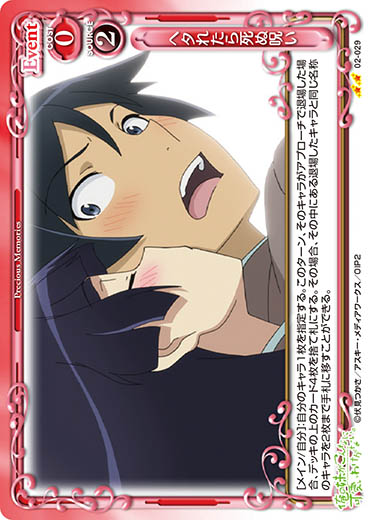 Event
COST
0
SOURCE
2
ヘタれたら死ぬ呪い
02-029
Precious Memories
[メイン/自分]:自分のキャラ1枚を指定する。このターン、そのキャラがアプローチで退場した場
合、デッキの上のカード4枚を捨て札にする。その場合、その中にある退場したキャラと同じ名称
のキャラを2枚まで手札に移すことができる。
©伏見つかさ/アスキー・メディアワークス/OIP2